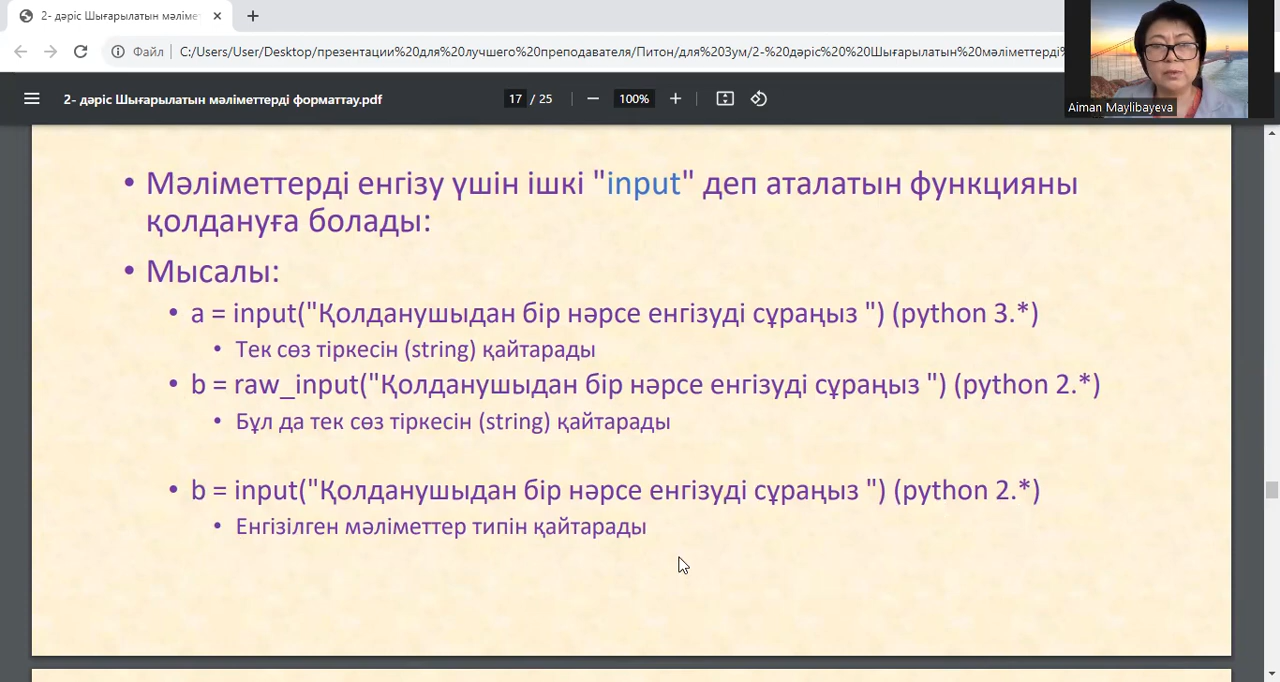 2- дәріс Шығарылатын мәліме
Файл
C:/Users/User/Desktop/презентации%20для%20лучшего%20преподавателя/Питон/для%20Зум/2-%20дәріс%20%20Шығарылатын%20мәліметтерді%
Aiman Maylibayeva
2- дәріс Шығарылатын мәліметтерді форматтау.pdf
17 / 25
100%
• Мәліметтерді енгізу үшін ішкі "input" деп аталатын функцияны
қолдануға болады:
• Мысалы:
• a = input("Қолданушыдан бір нәрсе енгізуді сұраңыз ") (python 3.*)
• Тек сөз тіркесін (string) қайтарады
• b = raw_input("Қолданушыдан бір нәрсе енгізуді сұраңыз ") (python 2.*)
• Бұл да тек сөз тіркесін (string) қайтарады
• b = input("Қолданушыдан бір нәрсе енгізуді сұраңыз ") (python 2.*)
• Енгізілген мәліметтер типін қайтарады